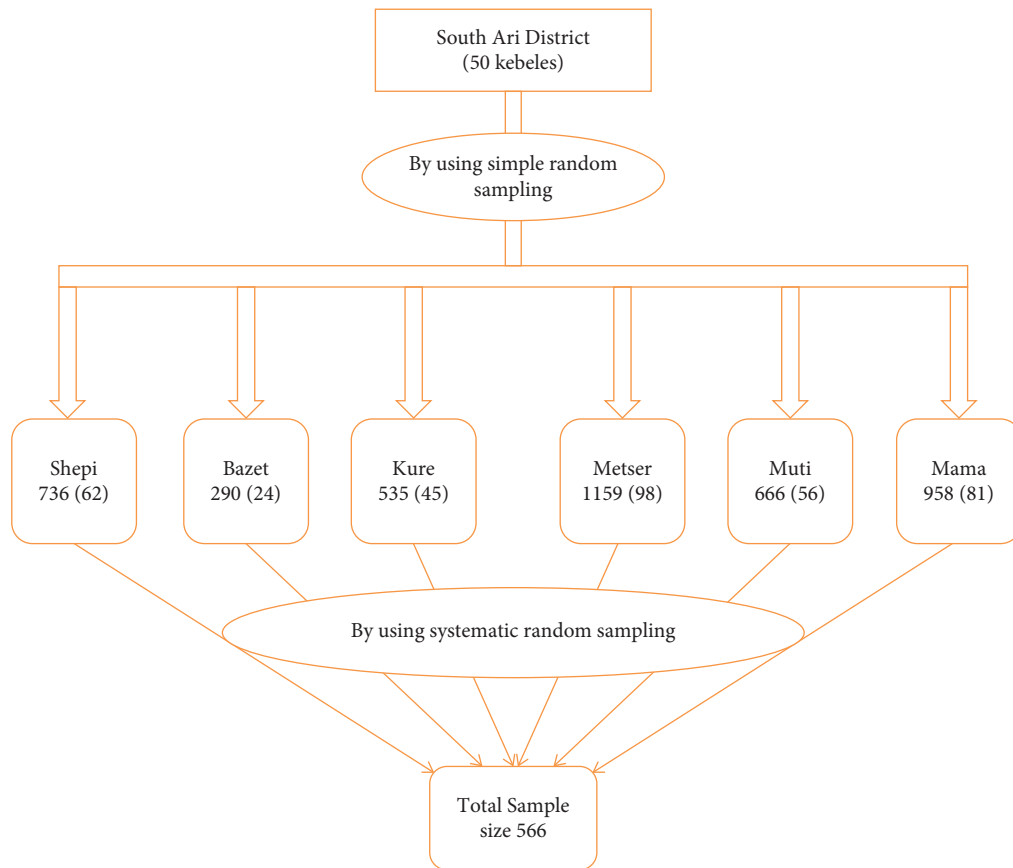 South Ari District
(50 kebeles)
By using simple random
sampling
Shepi
736 (62)
Bazet
290 (24)
Kure
535 (45)
Metser
1159 (98)
Muti
666 (56)
Mama
958 (81)
By using systematic random sampling
Total Sample
size 566